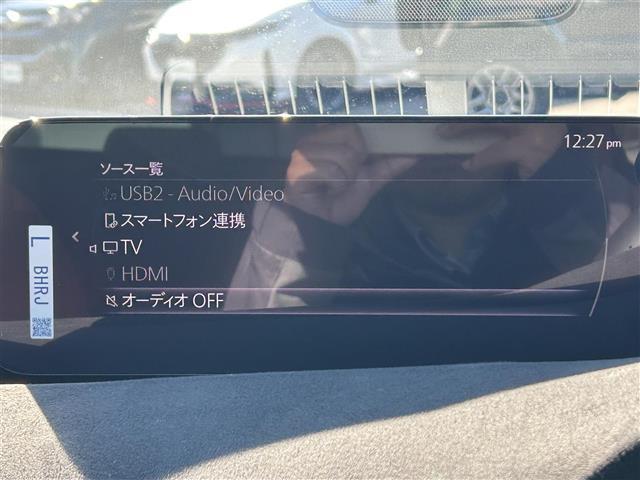 12:27 pm
ソース一覧
USB2 - Audio/Video
スマートフォン連携
TV
HDMI
オーディオ OFF
L BHRJ